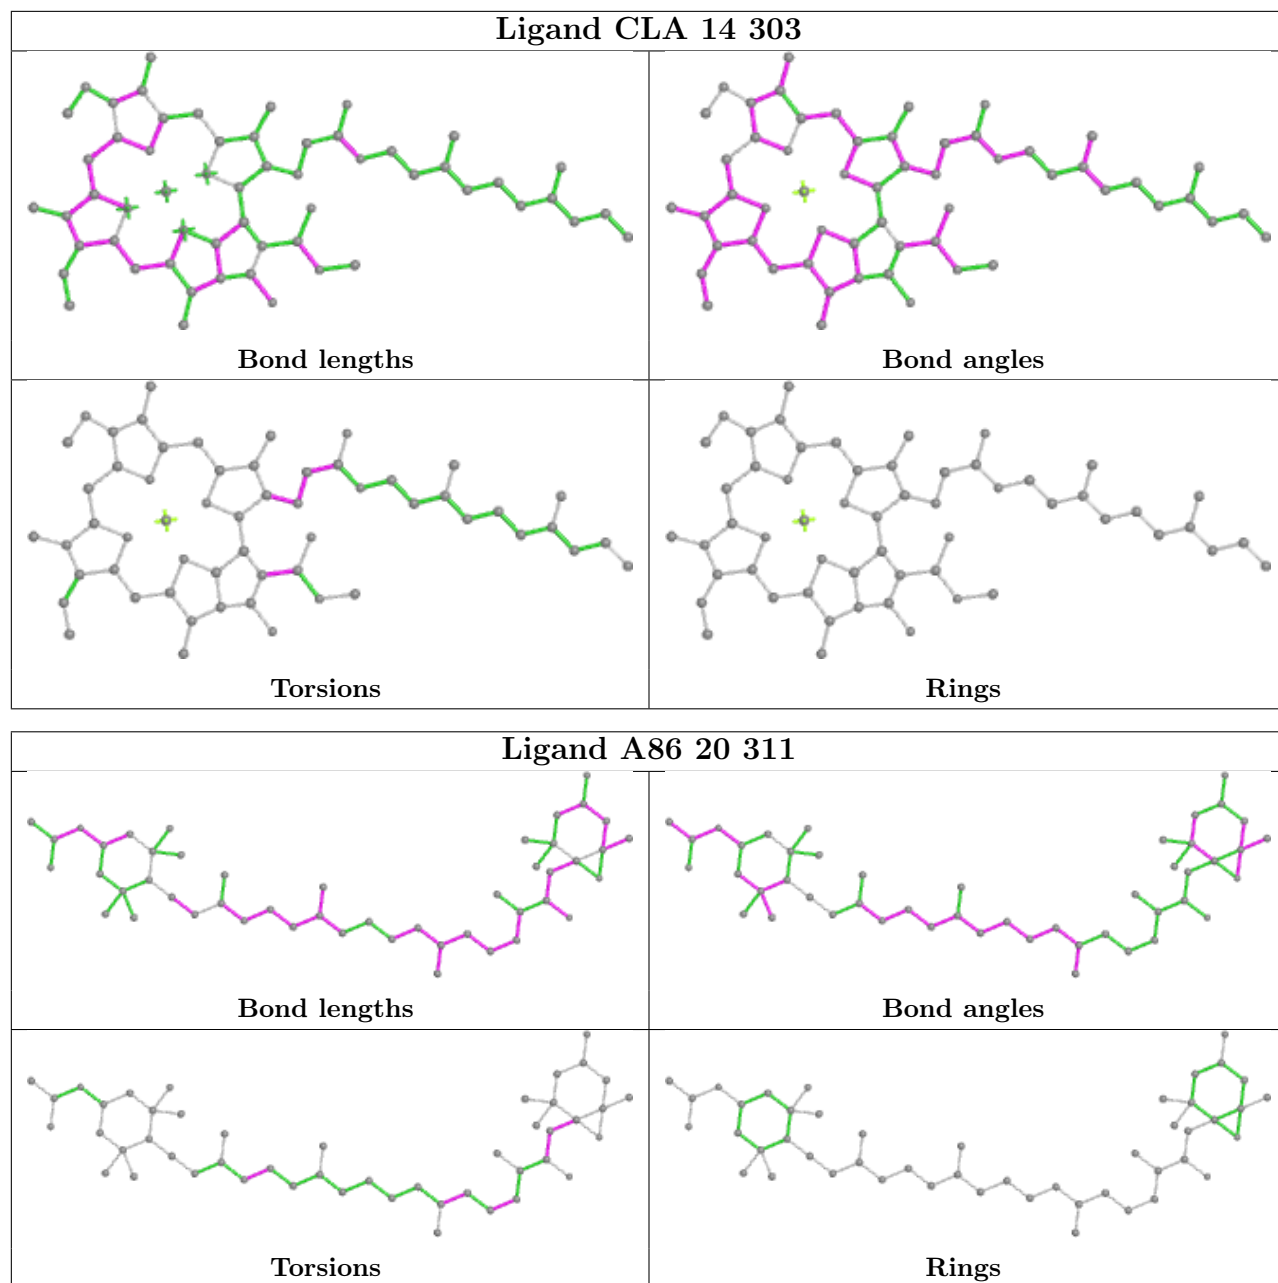 Ligand CLA 14 303
Bond lengths
Bond angles
Torsions
Rings
Ligand A86 20 311
Bond lengths
Bond angles
Torsions
Rings